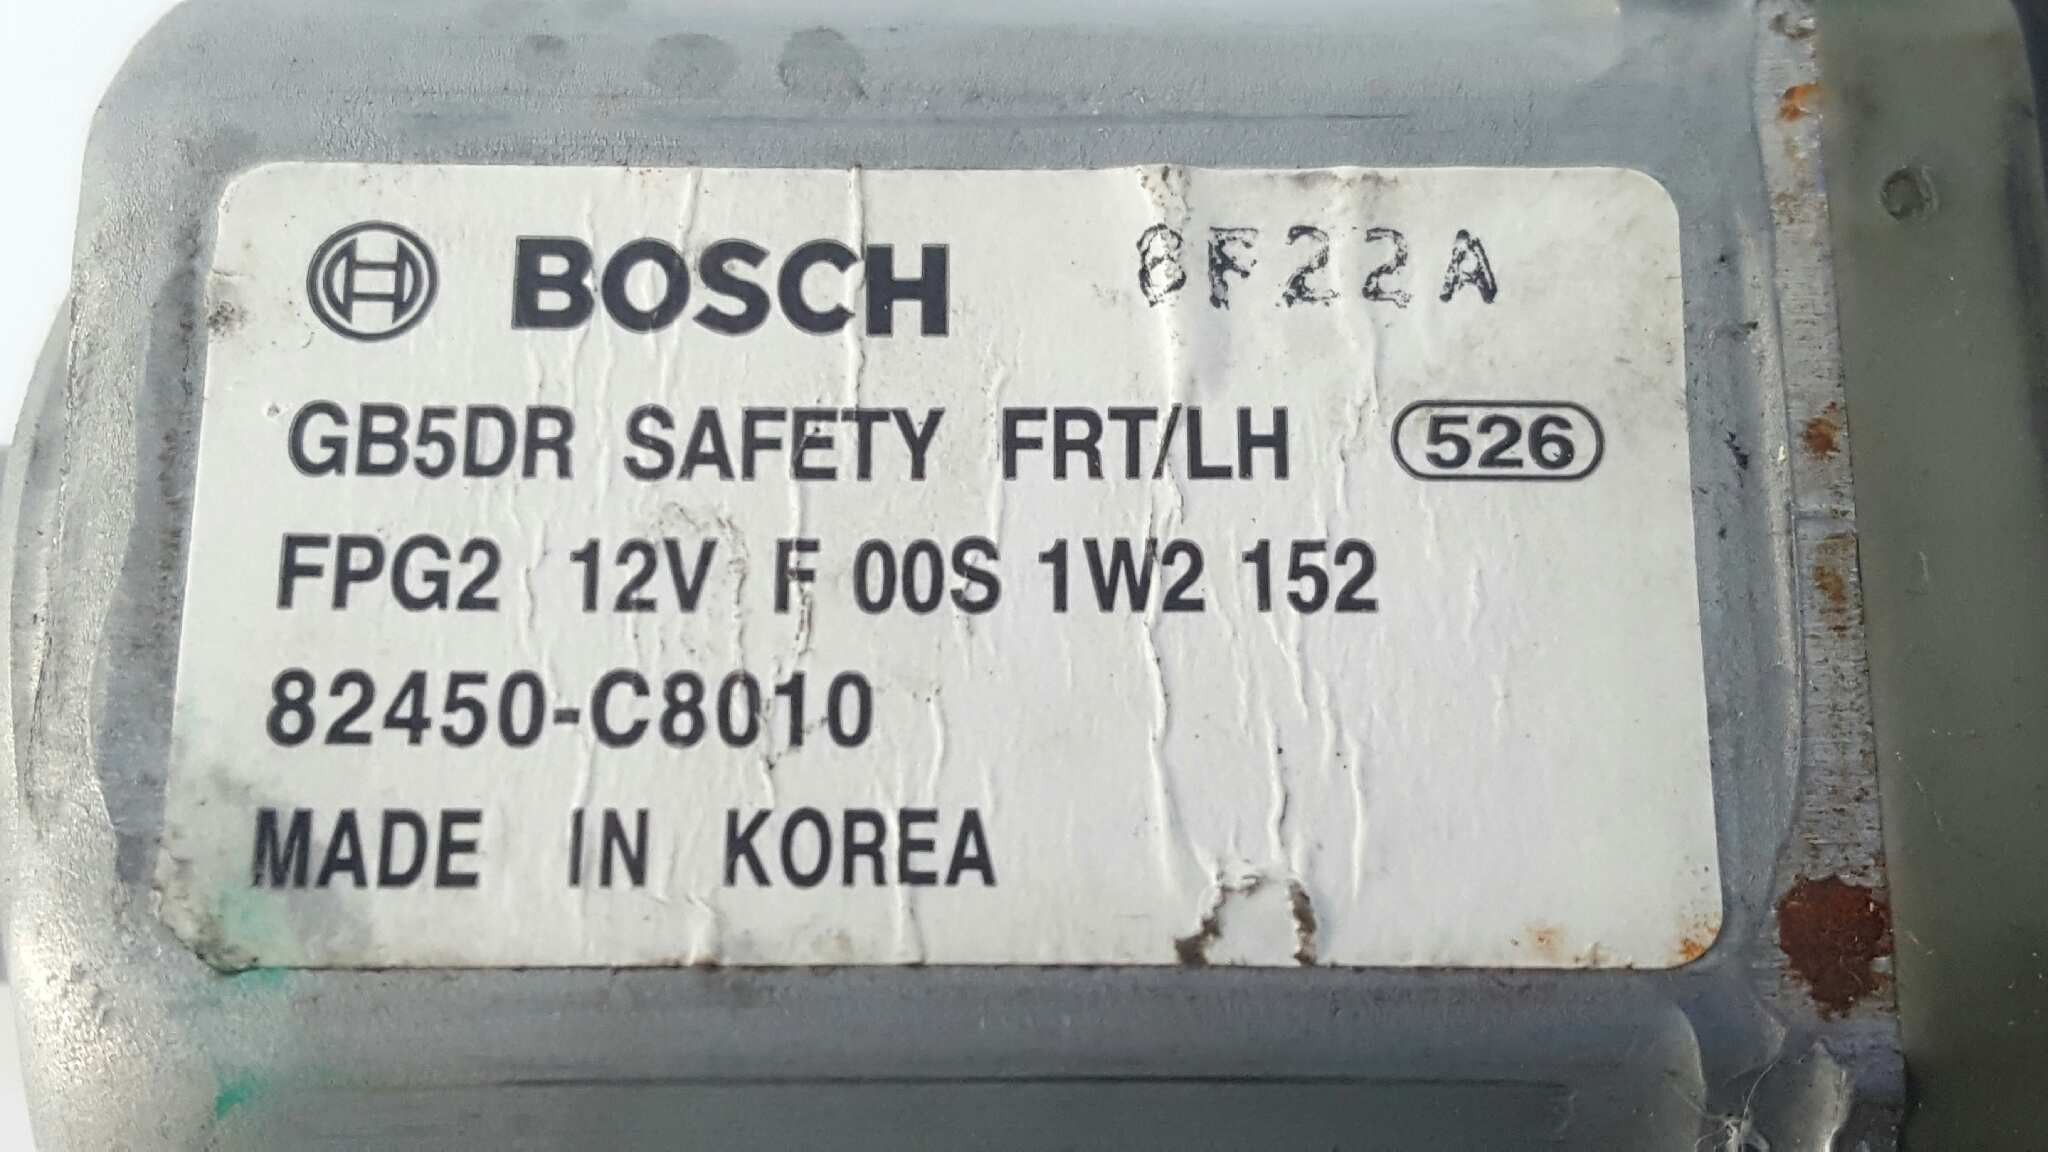 BOSCH 8F22A
GB5DR SAFETY FRT/LH 526
FPG2 12V F 00S 1W2 152
82450-C8010
MADE IN KOREA